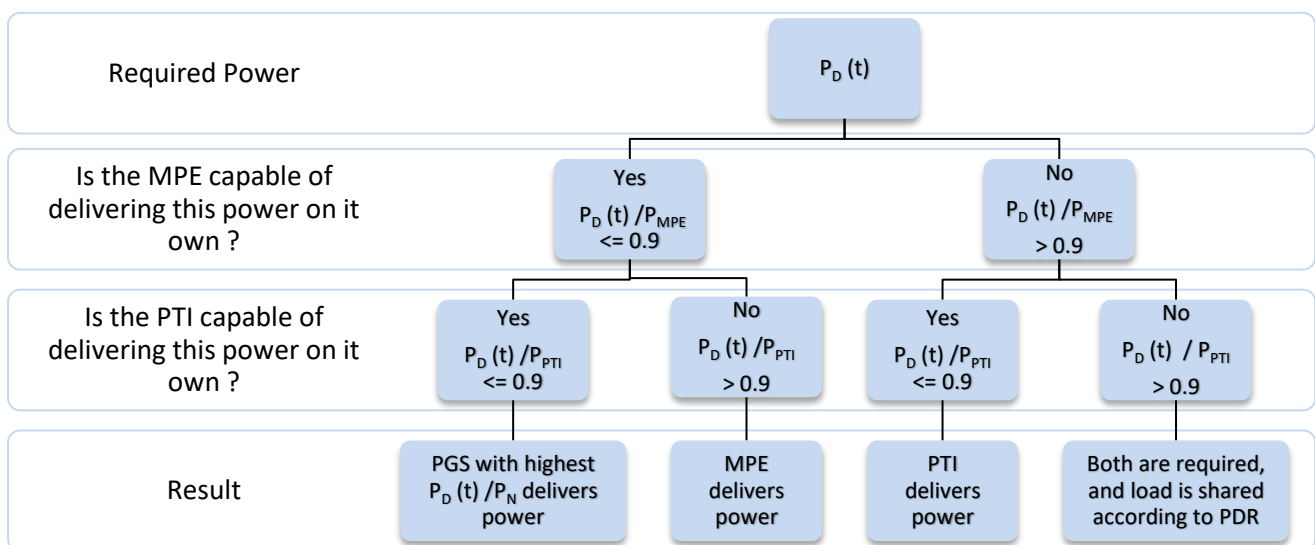 Required Power
P_D (t)
Is the MPE capable of
delivering this power on it
own ?
Yes
P_D (t) /P_MPE
<= 0.9
No
P_D (t) /P_MPE
> 0.9
Is the PTI capable of
delivering this power on it
own ?
Yes
P_D (t) /P_PTI
<= 0.9
No
P_D (t) /P_PTI
> 0.9
Yes
P_D (t) /P_PTI
<= 0.9
No
P_D (t) / P_PTI
> 0.9
Result
PGS with highest
P_D (t) /P_N delivers
power
MPE
delivers
power
PTI
delivers
power
Both are required,
and load is shared
according to PDR